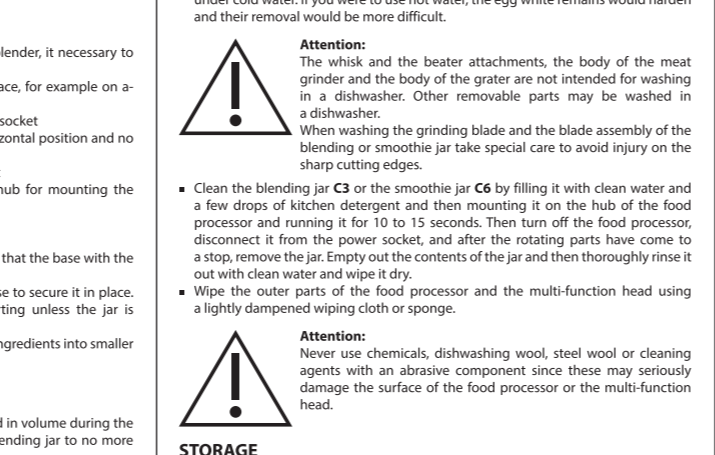 lender, it necessary to
ace, for example on a-
socket
zontal position and no
hub for mounting the
that the base with the
se to secure it in place.
ting unless the jar is
ngredients into smaller
d in volume during the
ending jar to no more
under cold water. If you were to use hot water, the egg white remains would harden
and their removal would be more difficult.
Attention:
The whisk and the beater attachments, the body of the meat
grinder and the body of the grater are not intended for washing
in a dishwasher. Other removable parts may be washed in
a dishwasher.
When washing the grinding blade and the blade assembly of the
blending or smoothie jar take special care to avoid injury on the
sharp cutting edges.
▪ Clean the blending jar C3 or the smoothie jar C6 by filling it with clean water and
a few drops of kitchen detergent and then mounting it on the hub of the food
processor and running it for 10 to 15 seconds. Then turn off the food processor,
disconnect it from the power socket, and after the rotating parts have come to
a stop, remove the jar. Empty out the contents of the jar and then thoroughly rinse it
out with clean water and wipe it dry.
▪ Wipe the outer parts of the food processor and the multi-function head using
a lightly dampened wiping cloth or sponge.
Attention:
Never use chemicals, dishwashing wool, steel wool or cleaning
agents with an abrasive component since these may seriously
damage the surface of the food processor or the multi-function
head.
STORAGE